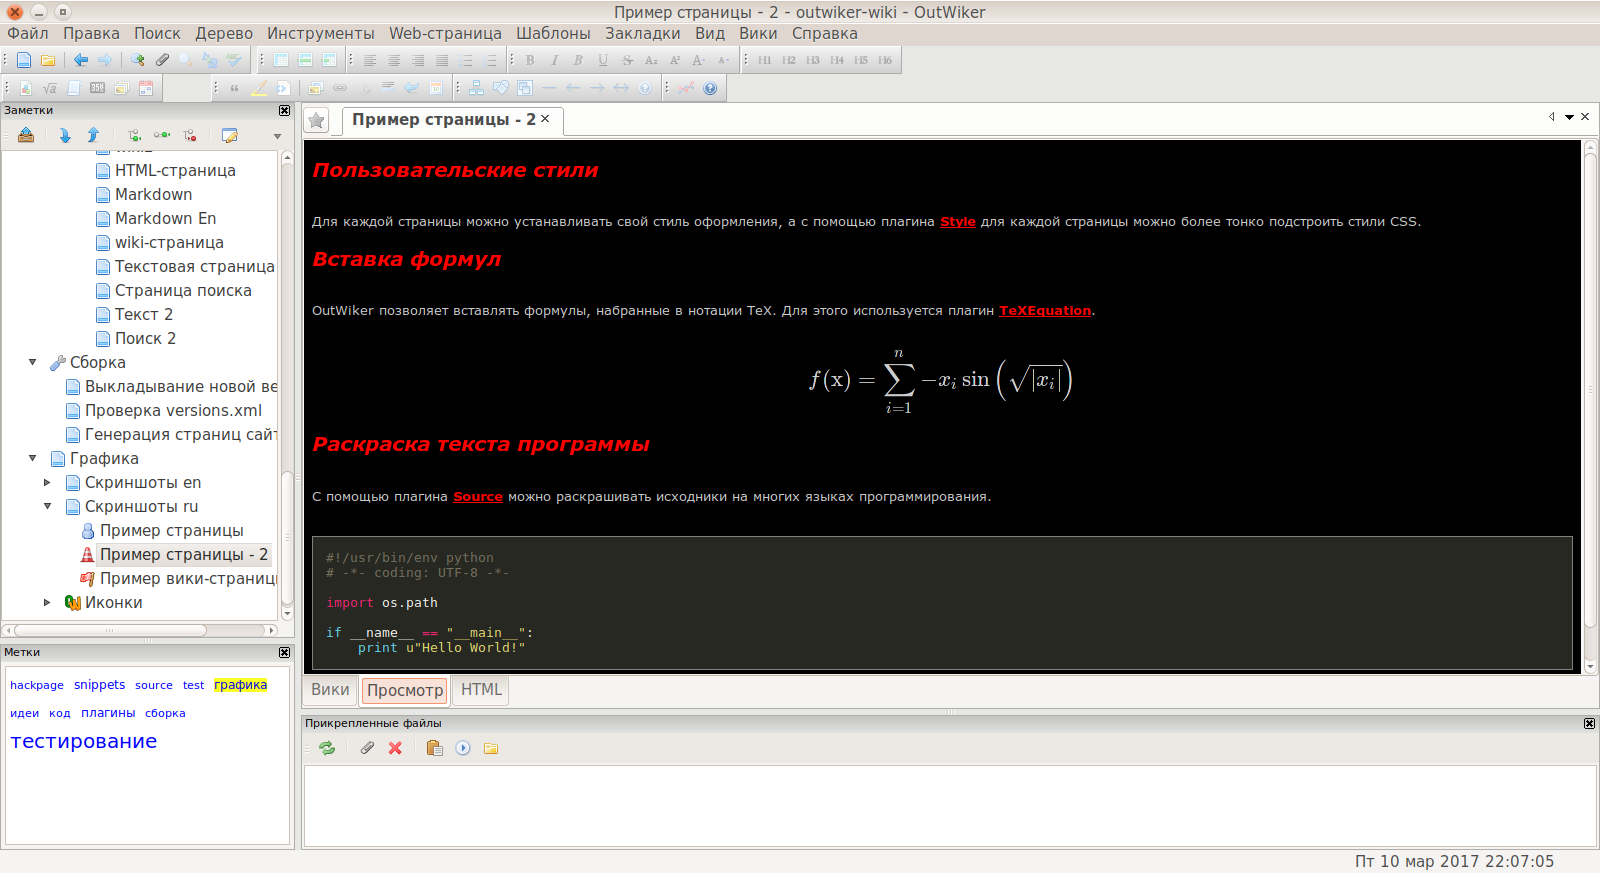 Пример страницы - 2 - outwiker-wiki - OutWiker
Файл Правка Поиск Дерево Инструменты Web-страница Шаблоны Закладки Вид Вики Справка
B I B U S A₂ A² A+ A-
H1 H2 H3 H4 H5 H6
Заметки
HTML-страница
Markdown
Markdown En
wiki-страница
Текстовая страница
Страница поиска
Текст 2
Поиск 2
Сборка
Выкладывание новой ве
Проверка versions.xml
Генерация страниц сайт
Графика
Скриншоты en
Скриншоты ru
Пример страницы
Пример страницы - 2
Пример вики-страниц
Иконки
Метки
hackpage snippets source test графика
идеи код плагины сборка
тестирование
Пример страницы - 2
Пользовательские стили
Для каждой страницы можно устанавливать свой стиль оформления, а с помощью плагина Style для каждой страницы можно более тонко подстроить стили CSS.
Вставка формул
OutWiker позволяет вставлять формулы, набранные в нотации TeX. Для этого используется плагин TeXEquation.
f(x) = ∑_{i=1}^{n} −x_i sin(√|x_i|)
Раскраска текста программы
С помощью плагина Source можно раскрашивать исходники на многих языках программирования.
#!/usr/bin/env python
# -*- coding: UTF-8 -*-
import os.path
if __name__ == "__main__":
    print u"Hello World!"
Вики Просмотр HTML
Прикрепленные файлы
Пт 10 мар 2017 22:07:05